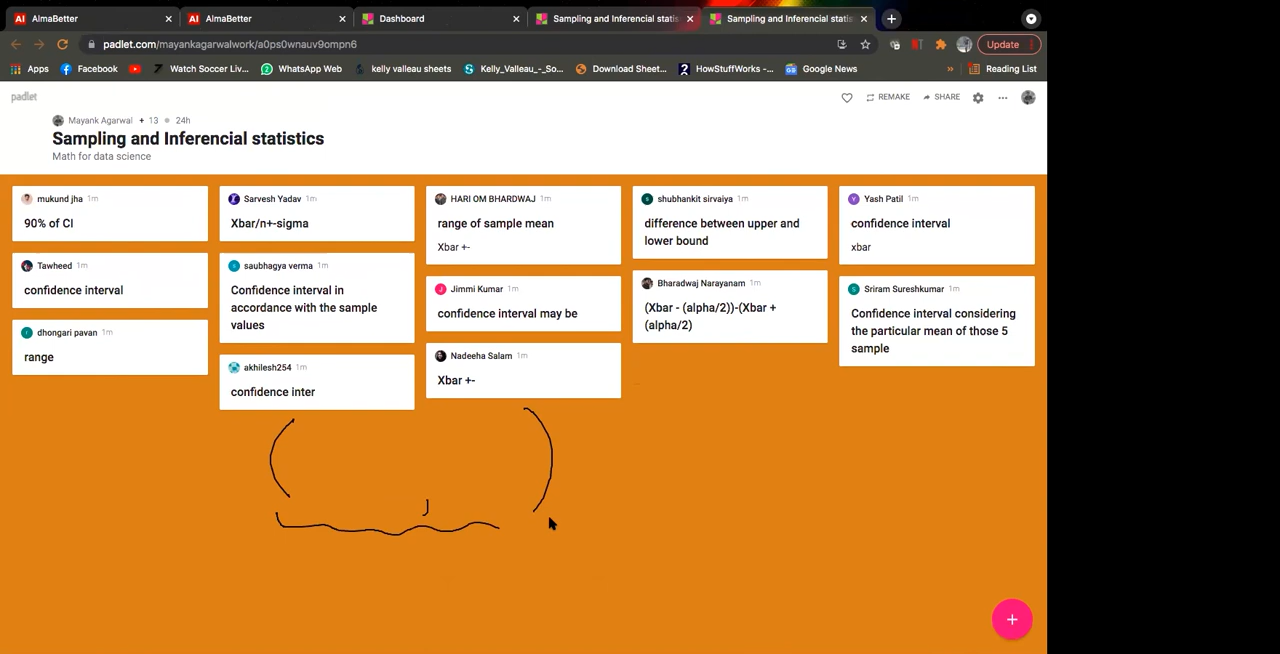 AlmaBetter
AlmaBetter
Dashboard
Sampling and Inferencial statis
Sampling and Inferencial statis
padlet.com/mayankagarwalwork/a0ps0wnauv9ompn6
Update
Apps
Facebook
Watch Soccer Liv...
WhatsApp Web
kelly valleau sheets
Kelly_Valleau_-_So...
Download Sheet...
HowStuffWorks -...
Google News
»
Reading List
padlet
REMAKE
SHARE
Mayank Agarwal + 13 24h
Sampling and Inferencial statistics
Math for data science
mukund jha 1m
90% of CI
Tawheed 1m
confidence interval
dhongari pavan 1m
range
Sarvesh Yadav 1m
Xbar/n+-sigma
saubhagya verma 1m
Confidence interval in
accordance with the sample
values
akhilesh254 1m
confidence inter
HARI OM BHARDWAJ 1m
range of sample mean
Xbar +-
Jimmi Kumar 1m
confidence interval may be
Nadeeha Salam 1m
Xbar +-
shubhankit sirvaiya 1m
difference between upper and
lower bound
Bharadwaj Narayanam 1m
(Xbar - (alpha/2))-(Xbar +
(alpha/2)
Yash Patil 1m
confidence interval
xbar
Sriram Sureshkumar 1m
Confidence interval considering
the particular mean of those 5
sample